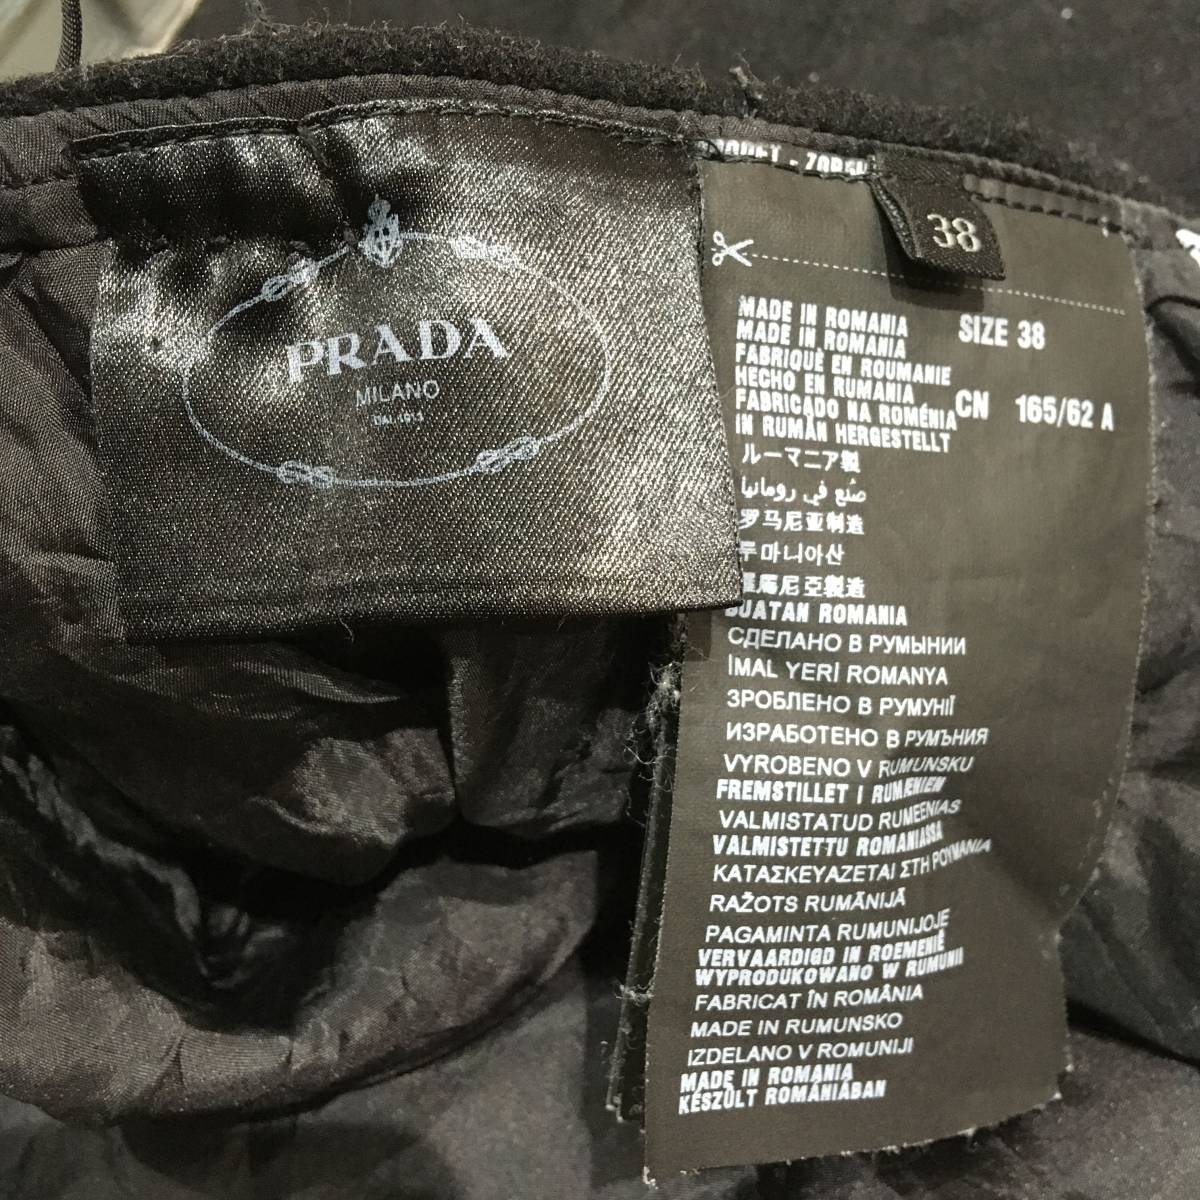 PRADA
MILANO
38
MADE IN ROMANIA
MADE IN ROMANIA
FABRIQUÈ EN ROUMANIE
HECHO EN RUMANIA
FABRICADO NA ROMÉNIA
IN RUMÄN HERGESTELLT
ルーマニア製
صُنع في رومانيا
罗马尼亚制造
루마니아산
羅馬尼亞製造
BUATAN ROMANIA
СДЕЛАНО В РУМЫНИИ
İMAL YERİ ROMANYA
ЗРОБЛЕНО В РУМУНІЇ
ИЗРАБОТЕНО В РУМЪНИЯ
VYROBENO V RUMUNSKU
FREMSTILLET I RUMÆNIEN
VALMISTATUD RUMEENIAS
VALMISTETTU ROMANIASSA
ΚΑΤΑΣΚΕΥΑΖΕΤΑΙ ΣΤΗ ΡΟΥΜΑΝΙΑ
RAŽOTS RUMĀNIJĀ
PAGAMINTA RUMUNIJOJE
VERVAARDIGD IN ROEMENIË
WYPRODUKOWANO W RUMUNII
FABRICAT ÎN ROMÂNIA
MADE IN RUMUNSKO
IZDELANO V ROMUNIJI
MADE IN ROMANIA
KÉSZÜLT ROMÁNIÁBAN
SIZE 38
CN 165/62 A